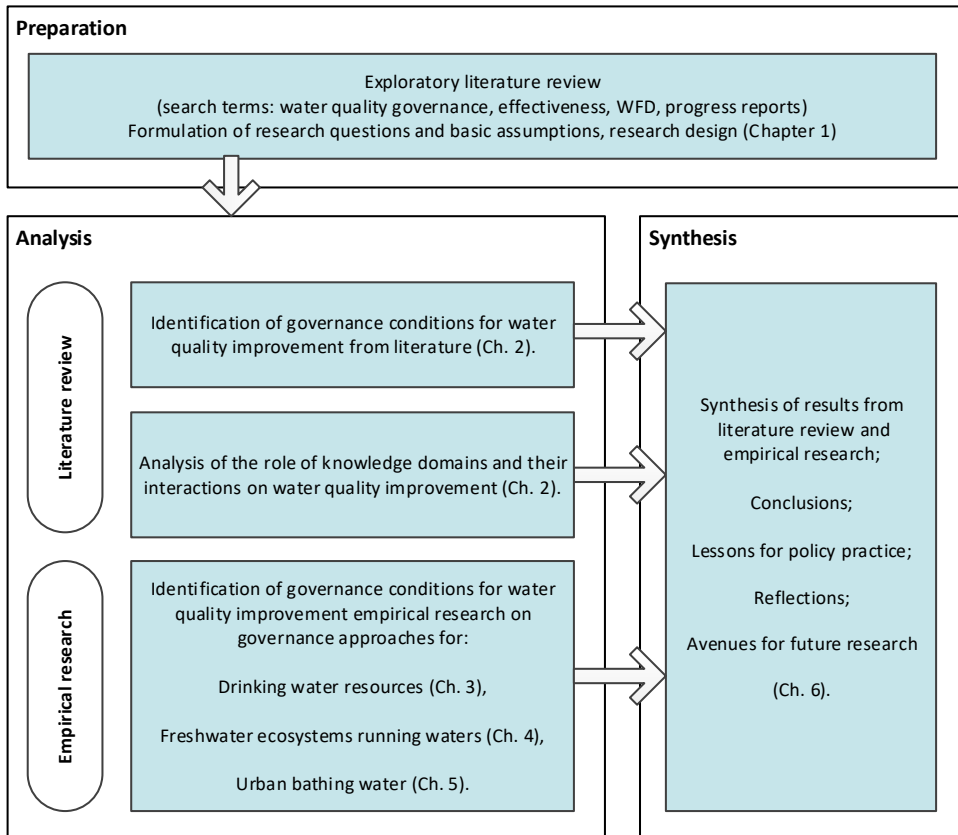 Preparation
Exploratory literature review
(search terms: water quality governance, effectiveness, WFD, progress reports)
Formulation of research questions and basic assumptions, research design (Chapter 1)
Analysis
Literature review
Identification of governance conditions for water
quality improvement from literature (Ch. 2).
Analysis of the role of knowledge domains and their
interactions on water quality improvement (Ch. 2).
Empirical research
Identification of governance conditions for water
quality improvement empirical research on
governance approaches for:
Drinking water resources (Ch. 3),
Freshwater ecosystems running waters (Ch. 4),
Urban bathing water (Ch. 5).
Synthesis
Synthesis of results from
literature review and
empirical research;
Conclusions;
Lessons for policy practice;
Reflections;
Avenues for future research
(Ch. 6).